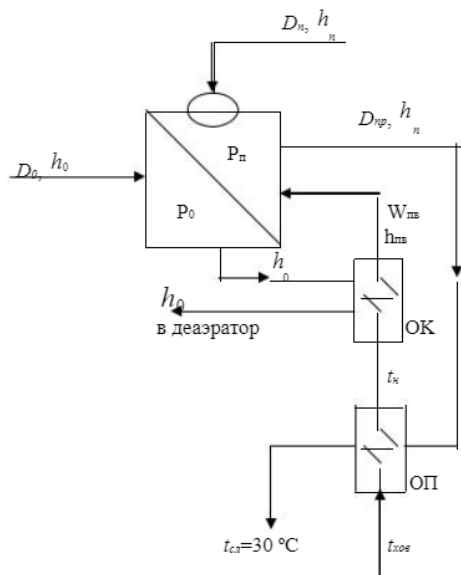 Dп, hп
Dпр, hп
D0, h0
Pп
P0
Wпв
hпв
h0
h0
в деаэратор
ОК
tн
ОП
tсл=30 °C
tхов